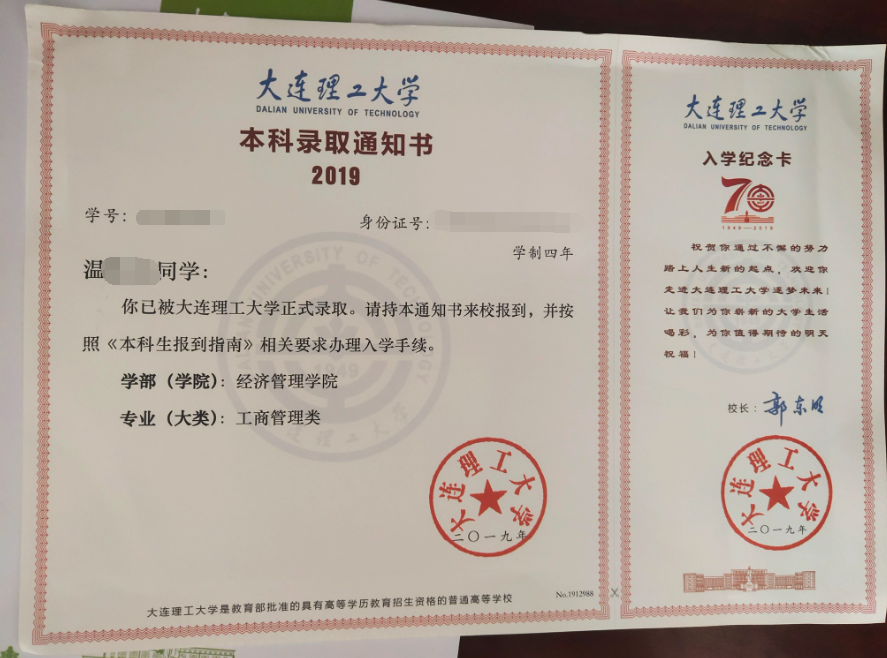 大连理工大学
DALIAN UNIVERSITY OF TECHNOLOGY
本科录取通知书
2019
学号：
身份证号：
学制四年
温 同学：
你已被大连理工大学正式录取。请持本通知书来校报到，并按
照《本科生报到指南》相关要求办理入学手续。
学部（学院）：经济管理学院
专业（大类）：工商管理类
大连理工大学
二〇一九年
大连理工大学是教育部批准的具有高等学历教育招生资格的普通高等学校
No.1912988
大连理工大学
DALIAN UNIVERSITY OF TECHNOLOGY
入学纪念卡
70
1949—2019
祝贺你通过不懈的努力
踏上人生新的起点，欢迎你
走进大连理工大学逐梦未来！
让我们为你崭新的大学生活
喝彩，为你值得期待的明天
祝福！
校长：郭东明
大连理工大学
二〇一九年